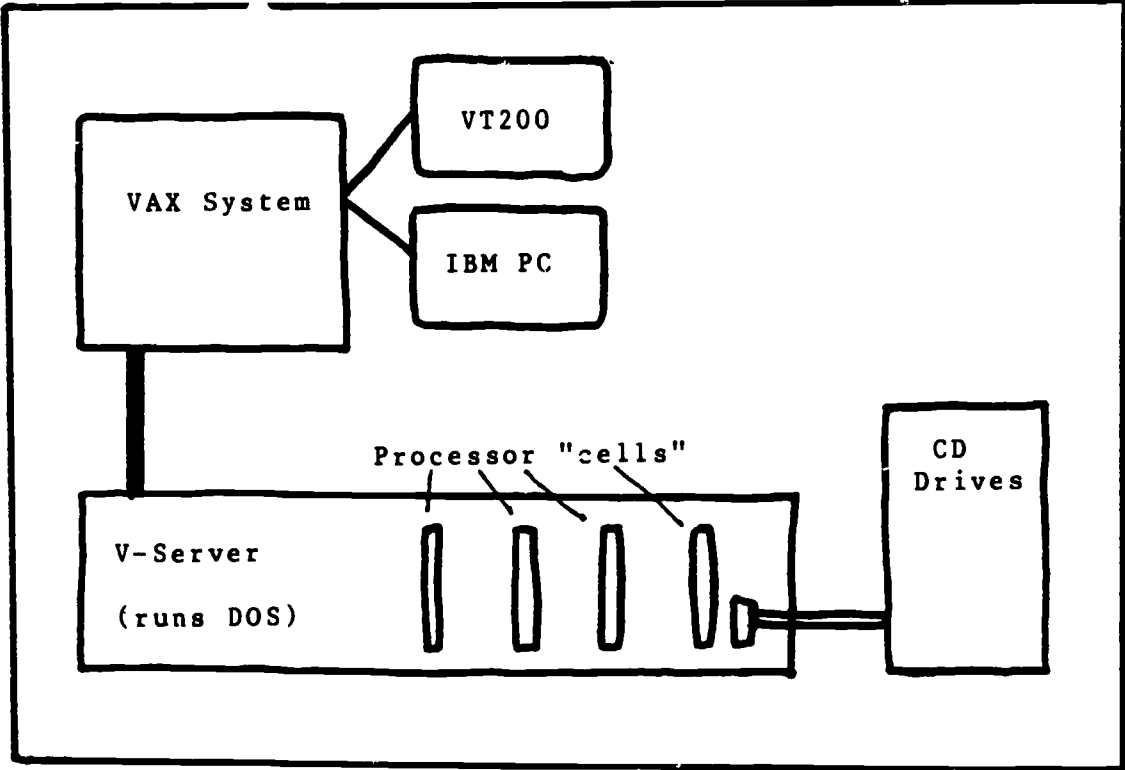 VT200
VAX System
IBM PC
Processor "cells"
CD
Drives
V-Server
(runs DOS)